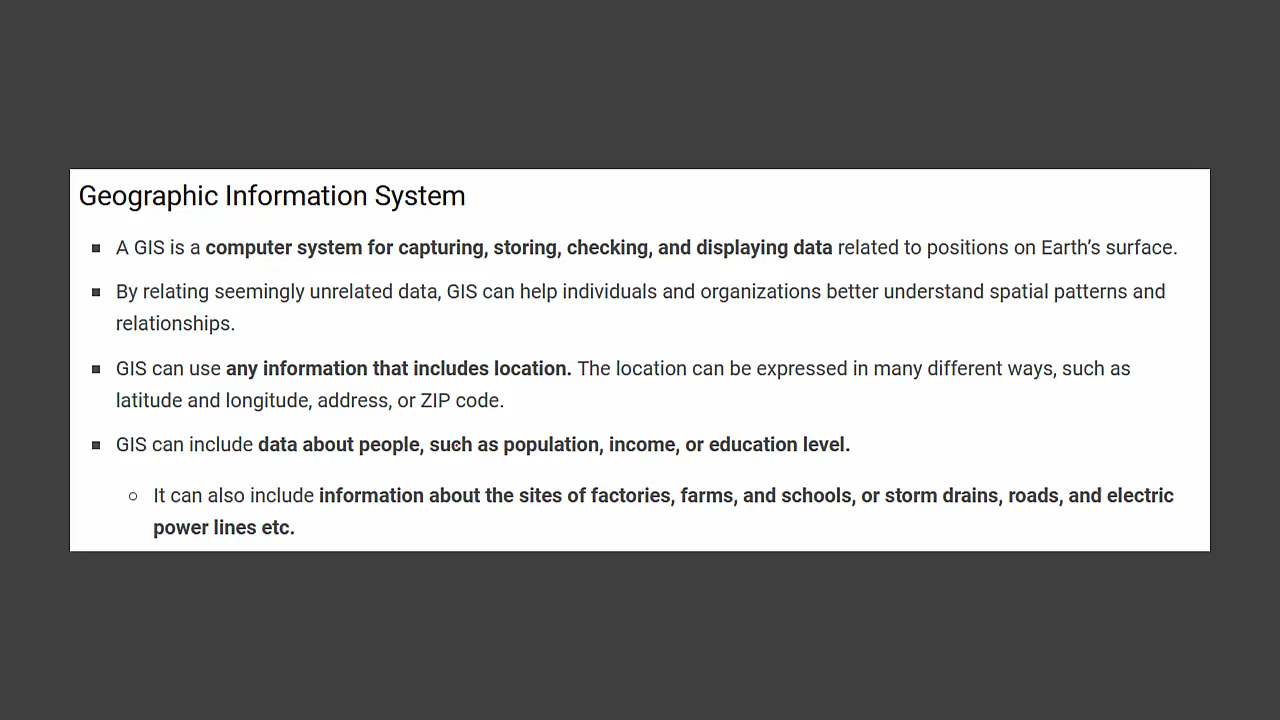 Geographic Information System
A GIS is a computer system for capturing, storing, checking, and displaying data related to positions on Earth’s surface.
By relating seemingly unrelated data, GIS can help individuals and organizations better understand spatial patterns and
relationships.
GIS can use any information that includes location. The location can be expressed in many different ways, such as
latitude and longitude, address, or ZIP code.
GIS can include data about people, such as population, income, or education level.
It can also include information about the sites of factories, farms, and schools, or storm drains, roads, and electric
power lines etc.